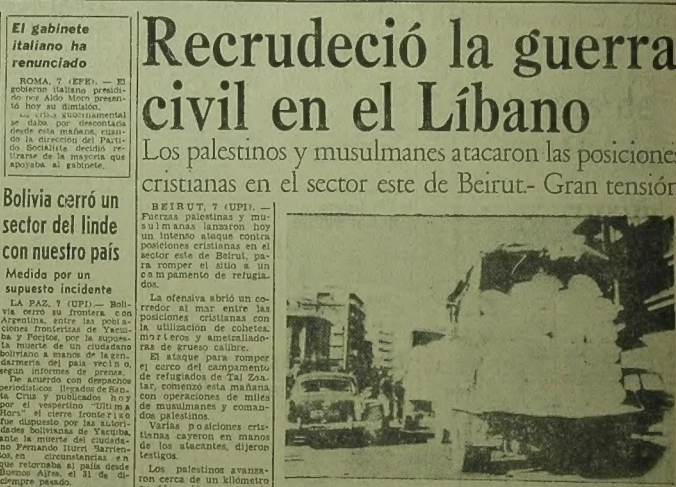 El gabinete
italiano ha
renunciado
ROMA, 7 (EFE). — El
gobierno italiano presidi-
do por Aldo Moro presen-
tó hoy su dimisión.
La crisis gubernamental
se daba por descontada
desde esta mañana, cuan-
do la dirección del Parti-
do Socialista decidió re-
tirarse de la mayoría que
apoyaba al gabinete.
Bolivia cerró un
sector del linde
con nuestro país
Medida por un
supuesto incidente
LA PAZ, 7 (UPI).— Boli-
via cerró su frontera con
Argentina, entre las pobla-
ciones fronterizas de Yacui-
ba y Pocitos, por la supues-
ta muerte de un ciudadano
boliviano a manos de la gen-
darmería del país vecino,
según informes de prensa.
De acuerdo con despachos
periodísticos llegados de San-
ta Cruz y publicados hoy
por el vespertino "Ultima
Hora" el cierre fronterizo
fue dispuesto por las autori-
dades bolivianas de Yacuiba,
ante la muerte del ciudada-
no Fernando Iturri Barrien-
tos, en circunstancias en
que retornaba al país desde
Buenos Aires, el 31 de di-
ciembre pasado.
Recrudeció la guerra
civil en el Líbano
Los palestinos y musulmanes atacaron las posiciones
cristianas en el sector este de Beirut.- Gran tensión
BEIRUT, 7 (UPI). —
Fuerzas palestinas y mu-
sulmanas lanzaron hoy
un intenso ataque contra
posiciones cristianas en el
sector este de Beirut, pa-
ra romper el sitio a un
campamento de refugia-
dos.
La ofensiva abrió un co-
rredor al mar entre las
posiciones cristianas con
la utilización de cohetes,
morteros y ametralladoras
de grueso calibre.
El ataque para romper
el cerco del campamento
de refugiados de Tal Zaa-
tar, comenzó esta mañana
con operaciones de miles
de musulmanes y coman-
dos palestinos.
Varias posiciones cris-
tianas cayeron en manos
de los atacantes, dijeron
testigos.
Los palestinos avanza-
ron cerca de un kilómetro